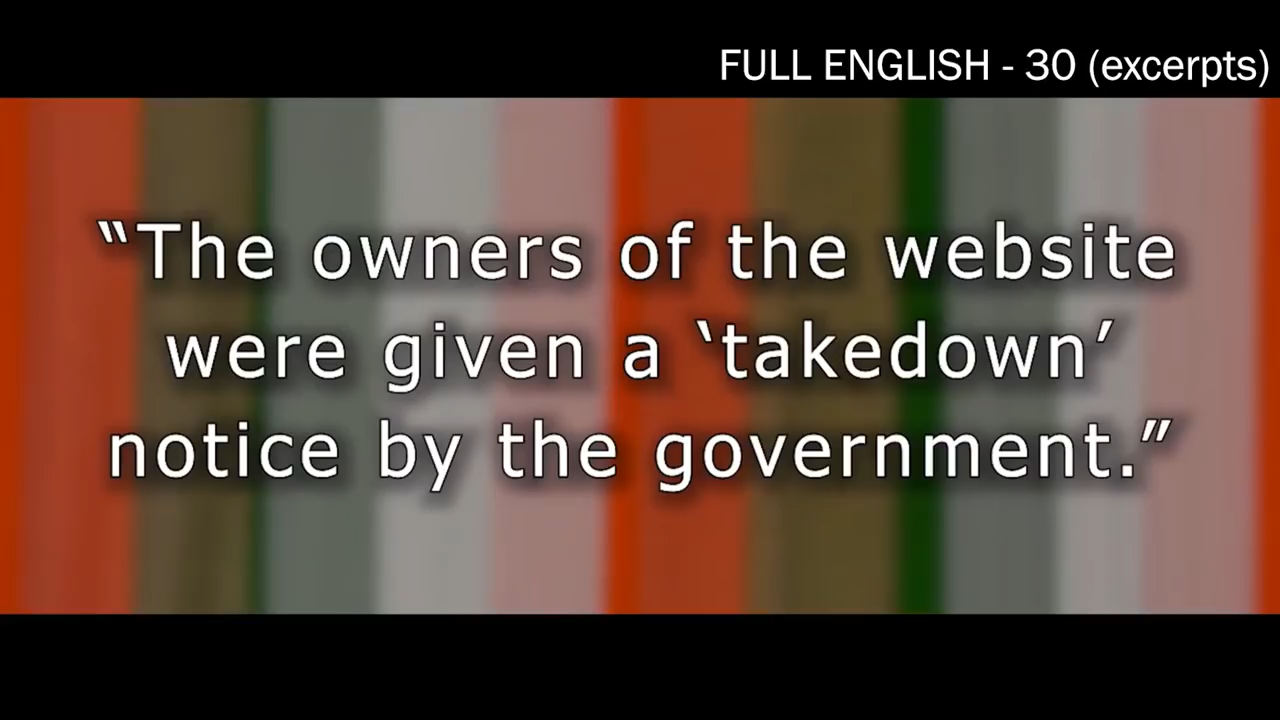 FULL ENGLISH - 30 (excerpts)
“The owners of the website
were given a ‘takedown’
notice by the government.”